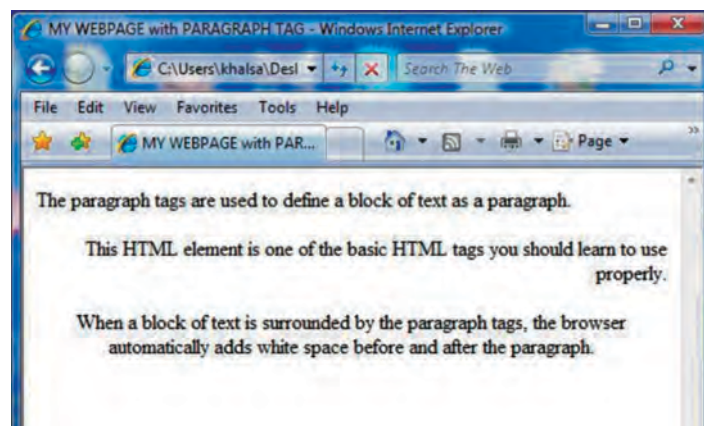 MY WEBPAGE with PARAGRAPH TAG - Windows Internet Explorer
C:\Users\khalsa\Desl
Search The Web
File Edit View Favorites Tools Help
MY WEBPAGE with PAR...
Page
The paragraph tags are used to define a block of text as a paragraph.
This HTML element is one of the basic HTML tags you should learn to use
properly.
When a block of text is surrounded by the paragraph tags, the browser
automatically adds white space before and after the paragraph.